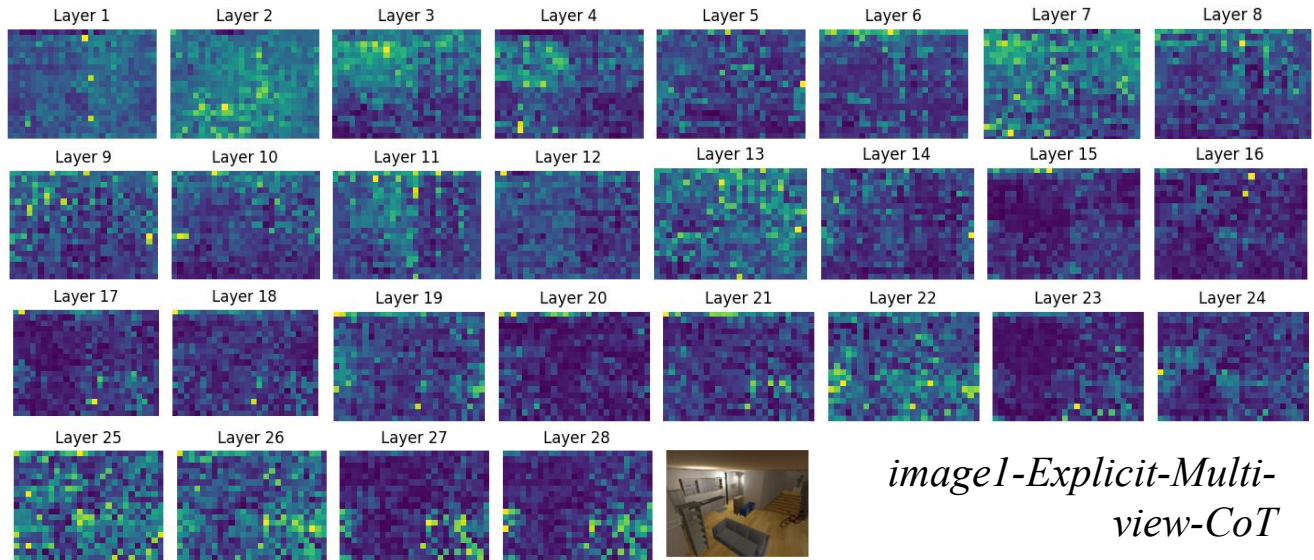 Layer 1 Layer 2 Layer 3 Layer 4 Layer 5 Layer 6 Layer 7 Layer 8
Layer 9 Layer 10 Layer 11 Layer 12 Layer 13 Layer 14 Layer 15 Layer 16
Layer 17 Layer 18 Layer 19 Layer 20 Layer 21 Layer 22 Layer 23 Layer 24
Layer 25 Layer 26 Layer 27 Layer 28
image1-Explicit-Multi-
view-CoT